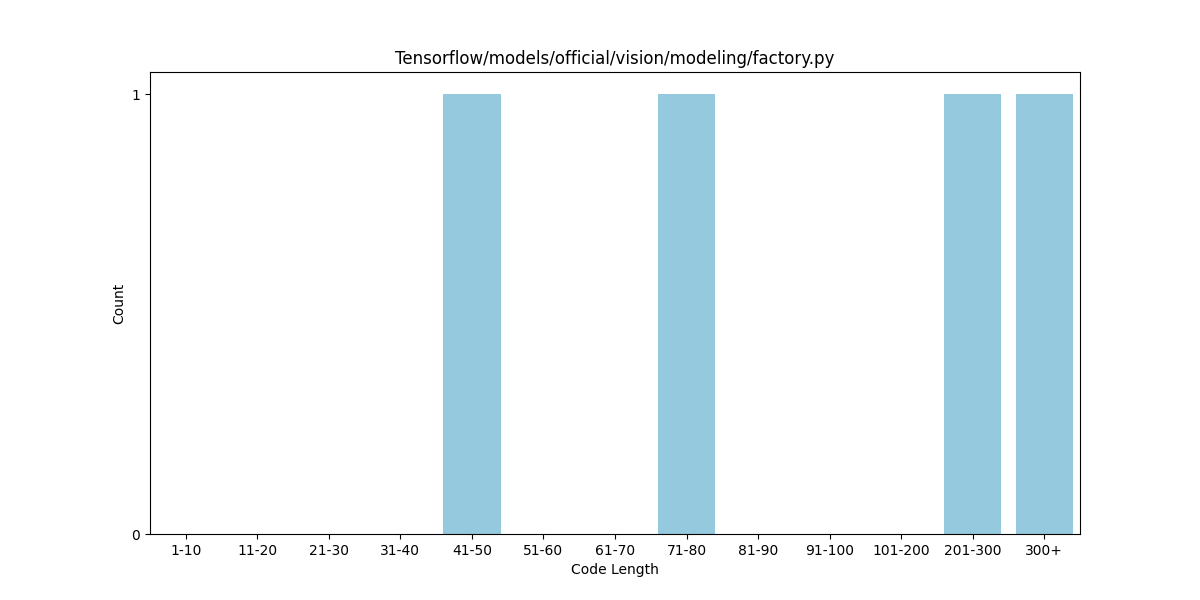 Tensorflow/models/official/vision/modeling/factory.py
1
Count
0
1-10 11-20 21-30 31-40 41-50 51-60 61-70 71-80 81-90 91-100 101-200 201-300 300+
Code Length